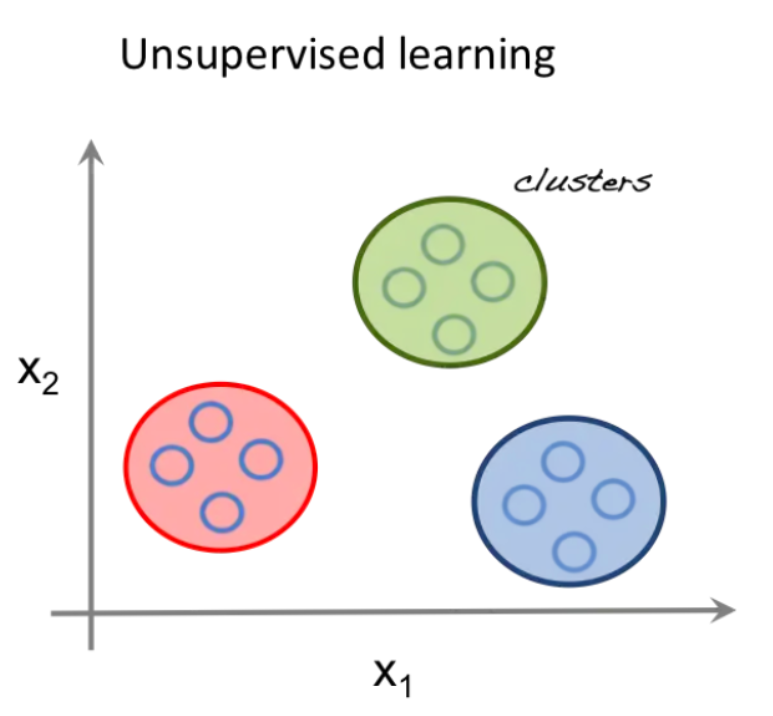 Unsupervised learning
clusters
x₂
x₁